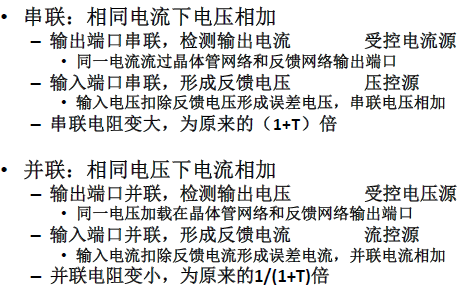 • 串联：相同电流下电压相加
– 输出端口串联，检测输出电流 受控电流源
• 同一电流流过晶体管网络和反馈网络输出端口
– 输入端口串联，形成反馈电压 压控源
• 输入电压扣除反馈电压形成误差电压，串联电压相加
– 串联电阻变大，为原来的（1+T）倍
• 并联：相同电压下电流相加
– 输出端口并联，检测输出电压 受控电压源
• 同一电压加载在晶体管网络和反馈网络输出端口
– 输入端口并联，形成反馈电流 流控源
• 输入电流扣除反馈电流形成误差电流，并联电流相加
– 并联电阻变小，为原来的1/(1+T)倍